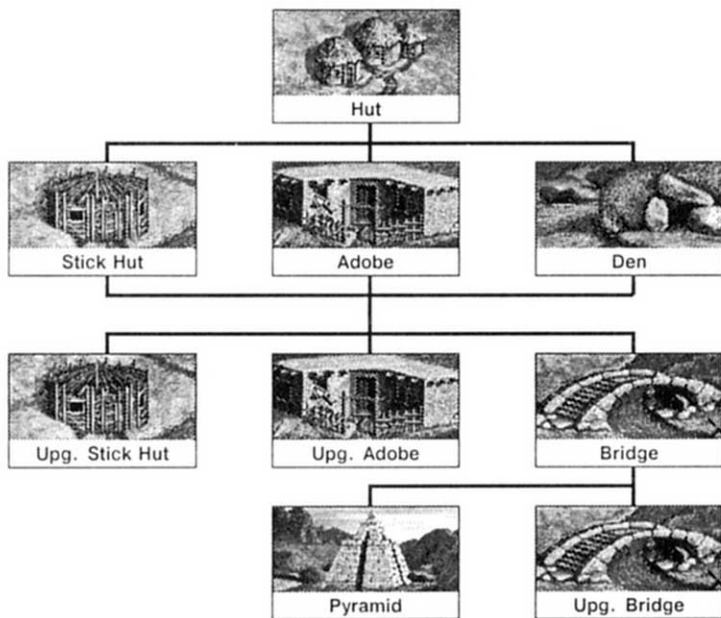 Hut
Stick Hut
Adobe
Den
Upg. Stick Hut
Upg. Adobe
Bridge
Pyramid
Upg. Bridge